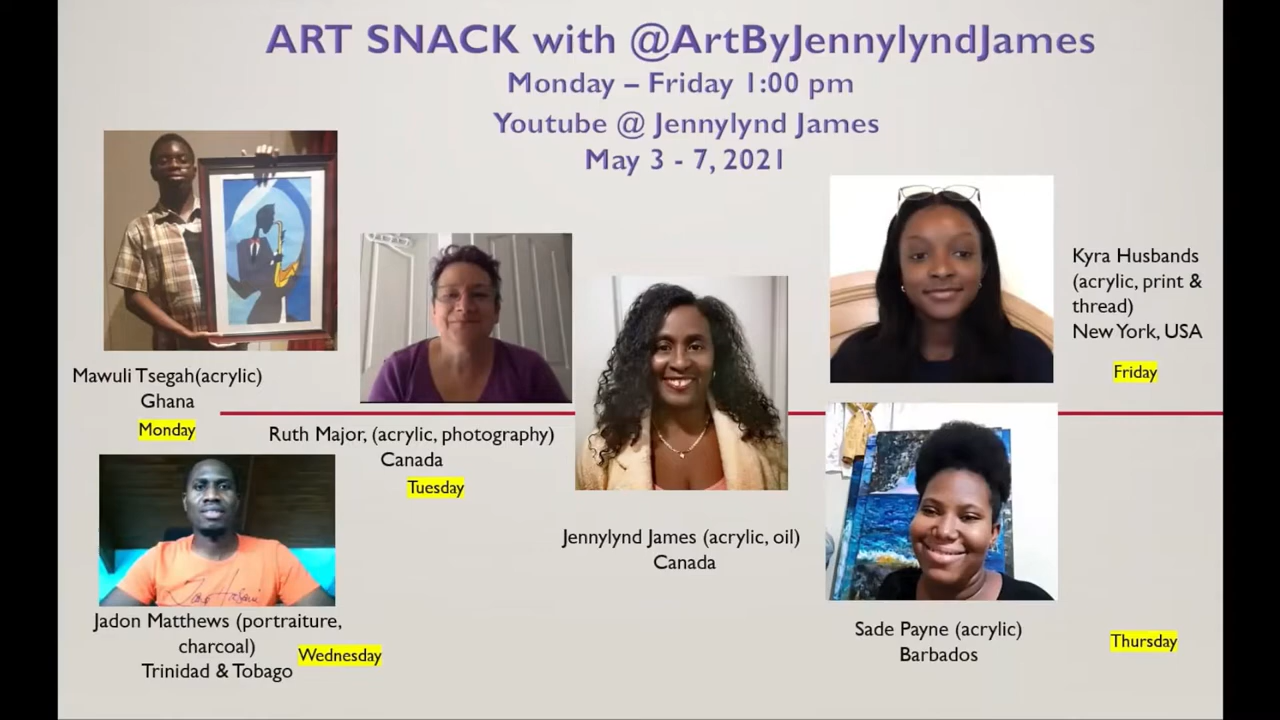 ART SNACK with @ArtByJennylyndJames
Monday – Friday 1:00 pm
Youtube @ Jennylynd James
May 3 - 7, 2021
Mawuli Tsegah(acrylic)
Ghana
Monday
Ruth Major, (acrylic, photography)
Canada
Tuesday
Jadon Matthews (portraiture,
charcoal)
Trinidad & Tobago
Wednesday
Jennylynd James (acrylic, oil)
Canada
Kyra Husbands
(acrylic, print &
thread)
New York, USA
Friday
Sade Payne (acrylic)
Barbados
Thursday